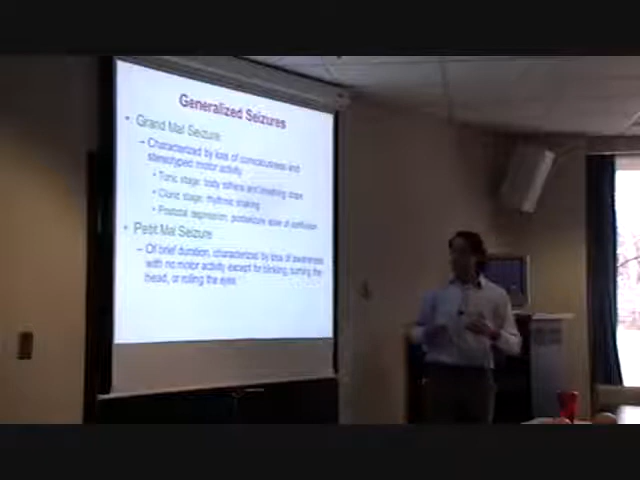 Generalized Seizures
• Grand Mal Seizure:
– Characterized by loss of consciousness and
stereotyped motor activity
• Tonic stage: body stiffens and breathing stops
• Clonic stage: rhythmic shaking
• Postictal depression: postseizure state of confusion
• Petit Mal Seizure
– Of brief duration, characterized by loss of awareness
with no motor activity except for blinking, turning the
head, or rolling the eyes